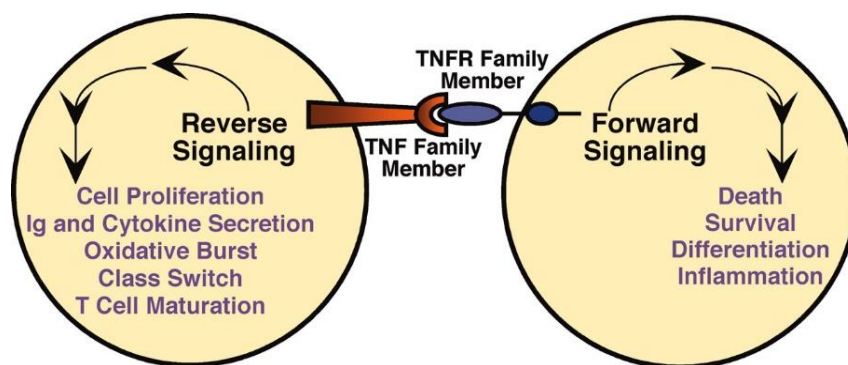 TNFR Family
Member
Reverse
Signaling
TNF Family
Member
Forward
Signaling
Cell Proliferation
Ig and Cytokine Secretion
Oxidative Burst
Class Switch
T Cell Maturation
Death
Survival
Differentiation
Inflammation